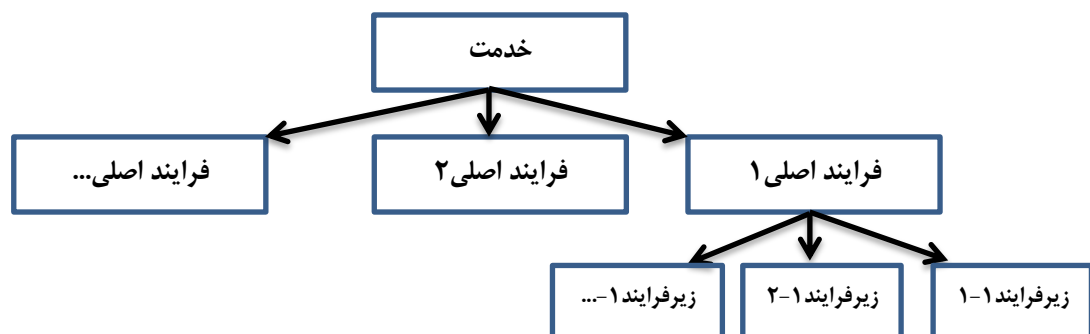 خدمت
فرایند اصلی۱
فرایند اصلی۲
فرایند اصلی...
زیرفرایند۱-۱
زیرفرایند۱-۲
زیرفرایند۱-...